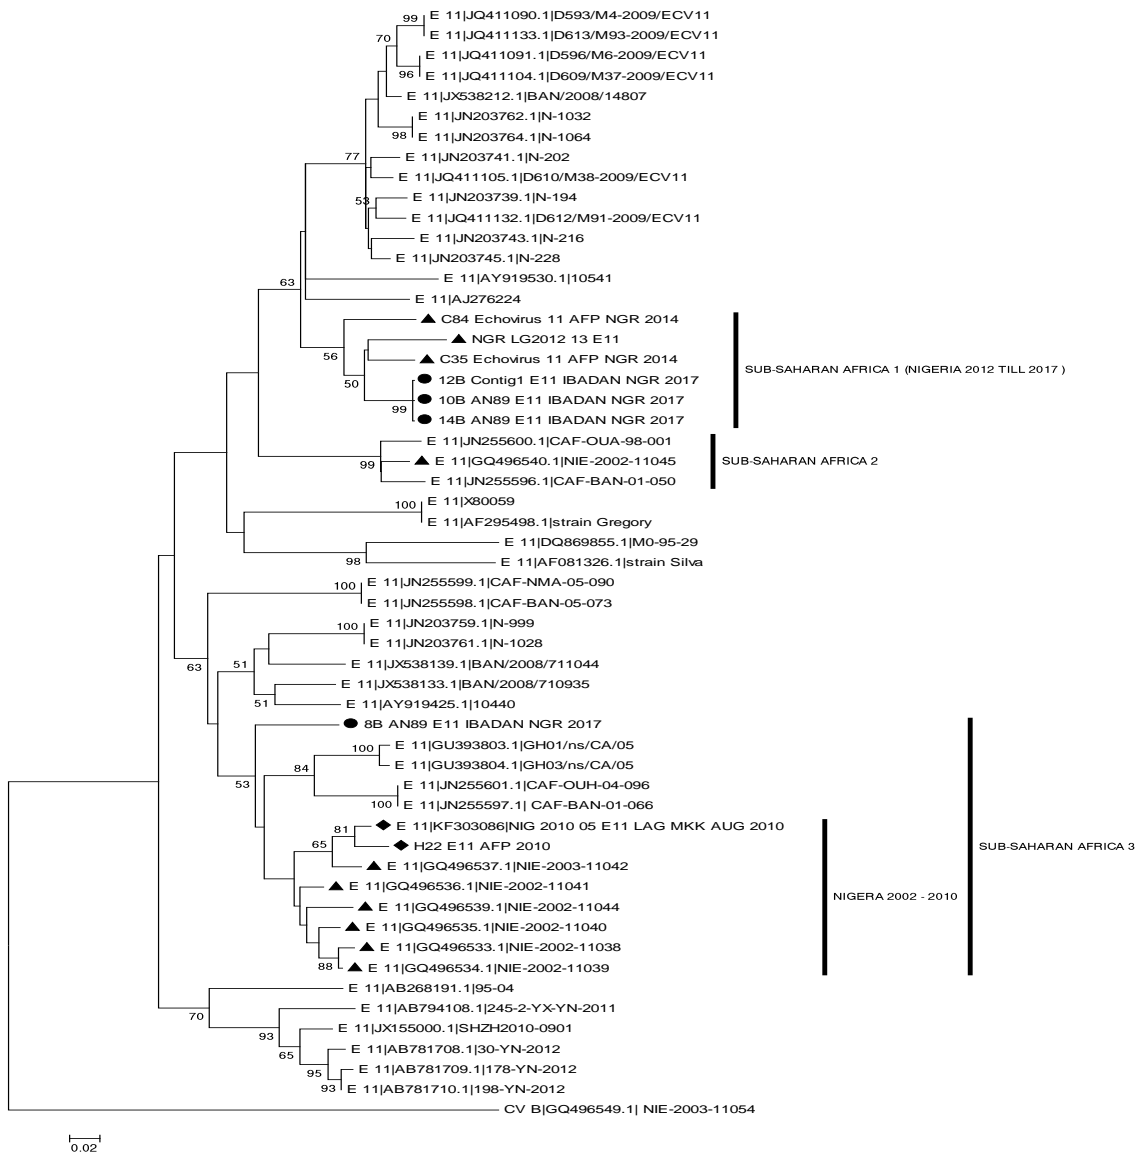 99
E 11|JQ411090.1|D593/M4-2009/ECV11
E 11|JQ411133.1|D613/M93-2009/ECV11
70
E 11|JQ411091.1|D596/M6-2009/ECV11
96
E 11|JQ411104.1|D609/M37-2009/ECV11
E 11|JX538212.1|BAN/2008/14807
E 11|JN203762.1|N-1032
98
E 11|JN203764.1|N-1064
77
E 11|JN203741.1|N-202
E 11|JQ411105.1|D610/M38-2009/ECV11
53
E 11|JN203739.1|N-194
E 11|JQ411132.1|D612/M91-2009/ECV11
E 11|JN203743.1|N-216
E 11|JN203745.1|N-228
63
E 11|AY919530.1|10541
E 11|AJ276224
C84 Echovirus 11 AFP NGR 2014
56
NGR LG2012 13 E11
C35 Echovirus 11 AFP NGR 2014
SUB-SAHARAN AFRICA 1 (NIGERIA 2012 TILL 2017 )
50
12B Contig1 E11 IBADAN NGR 2017
99
10B AN89 E11 IBADAN NGR 2017
14B AN89 E11 IBADAN NGR 2017
E 11|JN255600.1|CAF-OUA-98-001
99
E 11|GQ496540.1|NIE-2002-11045
SUB-SAHARAN AFRICA 2
E 11|JN255596.1|CAF-BAN-01-050
100
E 11|X80059
E 11|AF295498.1|strain Gregory
E 11|DQ869855.1|M0-95-29
98
E 11|AF081326.1|strain Silva
100
E 11|JN255599.1|CAF-NMA-05-090
E 11|JN255598.1|CAF-BAN-05-073
100
E 11|JN203759.1|N-999
E 11|JN203761.1|N-1028
63
51
E 11|JX538139.1|BAN/2008/711044
E 11|JX538133.1|BAN/2008/710935
51
E 11|AY919425.1|10440
8B AN89 E11 IBADAN NGR 2017
100
E 11|GU393803.1|GH01/ns/CA/05
84
E 11|GU393804.1|GH03/ns/CA/05
53
E 11|JN255601.1|CAF-OUH-04-096
100
E 11|JN255597.1| CAF-BAN-01-066
81
E 11|KF303086|NIG 2010 05 E11 LAG MKK AUG 2010
65
H22 E11 AFP 2010
SUB-SAHARAN AFRICA 3
E 11|GQ496537.1|NIE-2003-11042
E 11|GQ496536.1|NIE-2002-11041
NIGERA 2002 - 2010
E 11|GQ496539.1|NIE-2002-11044
E 11|GQ496535.1|NIE-2002-11040
E 11|GQ496533.1|NIE-2002-11038
88
E 11|GQ496534.1|NIE-2002-11039
E 11|AB268191.1|95-04
70
E 11|AB794108.1|245-2-YX-YN-2011
93
E 11|JX155000.1|SHZH2010-0901
65
E 11|AB781708.1|30-YN-2012
95
E 11|AB781709.1|178-YN-2012
93
E 11|AB781710.1|198-YN-2012
CV B|GQ496549.1| NIE-2003-11054
0.02